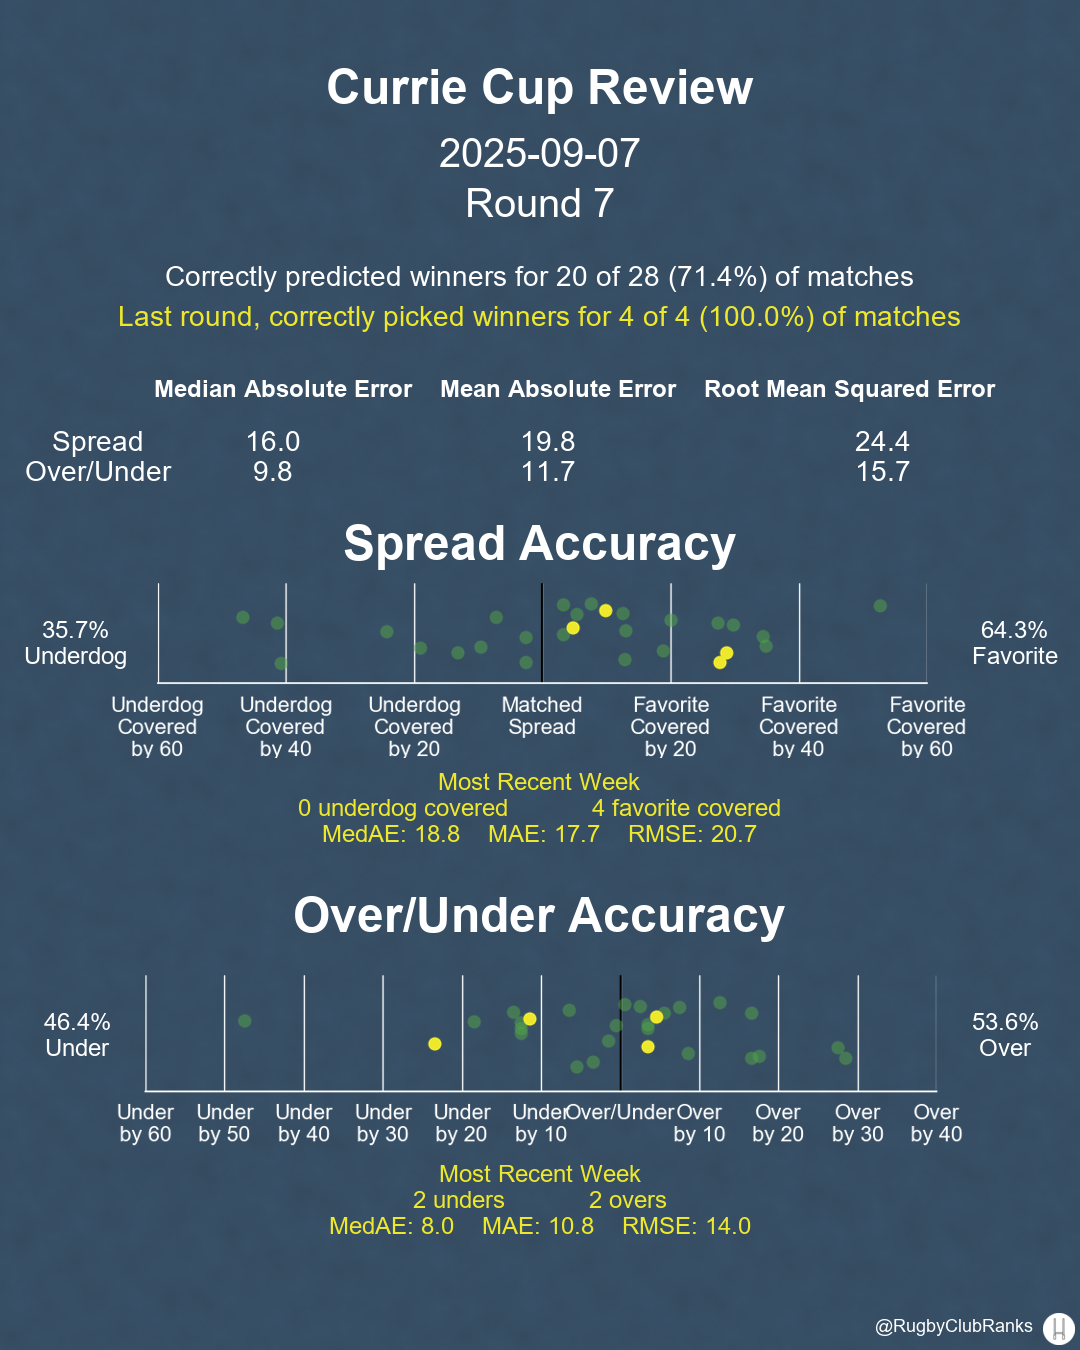 Currie Cup Review
2025-09-07
Round 7
Correctly predicted winners for 20 of 28 (71.4%) of matches
Last round, correctly picked winners for 4 of 4 (100.0%) of matches
Median Absolute Error Mean Absolute Error Root Mean Squared Error
Spread 16.0 19.8 24.4
Over/Under 9.8 11.7 15.7
Spread Accuracy
35.7% 64.3%
Underdog Favorite
Underdog Underdog Underdog Matched Favorite Favorite Favorite
Covered Covered Covered Spread Covered Covered Covered
by 60 by 40 by 20 by 20 by 40 by 60
Most Recent Week
0 underdog covered 4 favorite covered
MedAE: 18.8 MAE: 17.7 RMSE: 20.7
Over/Under Accuracy
46.4% 53.6%
Under Over
Under Under Under Under Under Under Over/Under Over Over Over Over
by 60 by 50 by 40 by 30 by 20 by 10 by 10 by 20 by 30 by 40
Most Recent Week
2 unders 2 overs
MedAE: 8.0 MAE: 10.8 RMSE: 14.0
@RugbyClubRanks